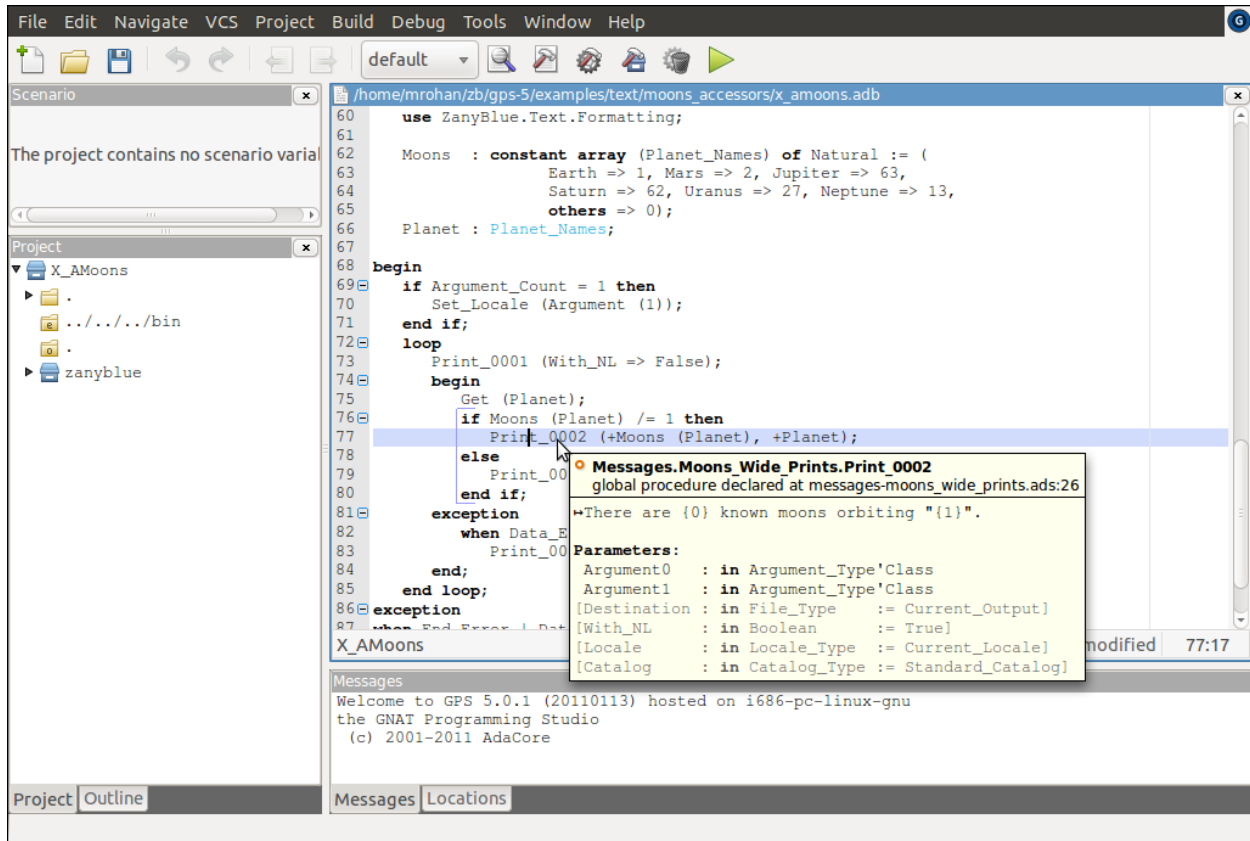 File Edit Navigate VCS Project Build Debug Tools Window Help
default
Scenario
The project contains no scenario varial
Project
X_AMoons
.
../../../bin
.
zanyblue
Project Outline
/home/mrohan/zb/gps-5/examples/text/moons_accessors/x_amoons.adb
60 use ZanyBlue.Text.Formatting;
61
62 Moons : constant array (Planet_Names) of Natural := (
63 Earth => 1, Mars => 2, Jupiter => 63,
64 Saturn => 62, Uranus => 27, Neptune => 13,
65 others => 0);
66 Planet : Planet_Names;
67
68 begin
69 if Argument_Count = 1 then
70 Set_Locale (Argument (1));
71 end if;
72 loop
73 Print_0001 (With_NL => False);
74 begin
75 Get (Planet);
76 if Moons (Planet) /= 1 then
77 Print_0002 (+Moons (Planet), +Planet);
78 else
79 Print_00
80 end if;
81 exception
82 when Data_E
83 Print_00
84 end;
85 end loop;
86 exception
87 when End_Error | Dat
X_AMoons
modified 77:17
Messages.Moons_Wide_Prints.Print_0002
global procedure declared at messages-moons_wide_prints.ads:26
↦There are {0} known moons orbiting "{1}".
Parameters:
Argument0 : in Argument_Type'Class
Argument1 : in Argument_Type'Class
[Destination : in File_Type := Current_Output]
[With_NL : in Boolean := True]
[Locale : in Locale_Type := Current_Locale]
[Catalog : in Catalog_Type := Standard_Catalog]
Messages
Welcome to GPS 5.0.1 (20110113) hosted on i686-pc-linux-gnu
the GNAT Programming Studio
(c) 2001-2011 AdaCore
Messages Locations